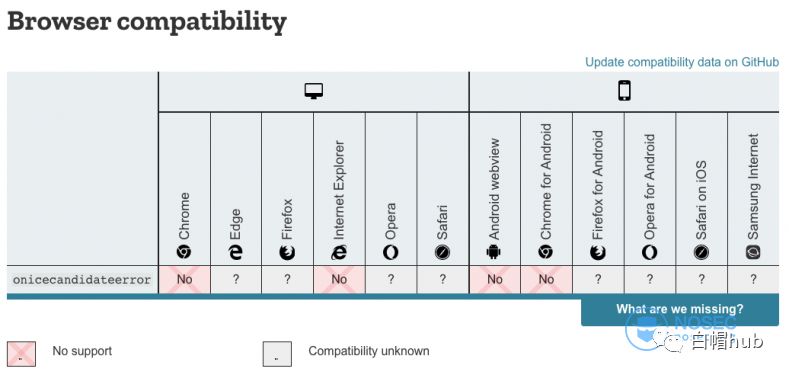 Browser compatibility
Update compatibility data on GitHub
Chrome
Edge
Firefox
Internet Explorer
Opera
Safari
Android webview
Chrome for Android
Firefox for Android
Opera for Android
Safari on iOS
Samsung Internet
onicecandidateerror No ? ? No ? ? No No ? ? ? ?
What are we missing?
NOSEC
白帽hub
No support
Compatibility unknown